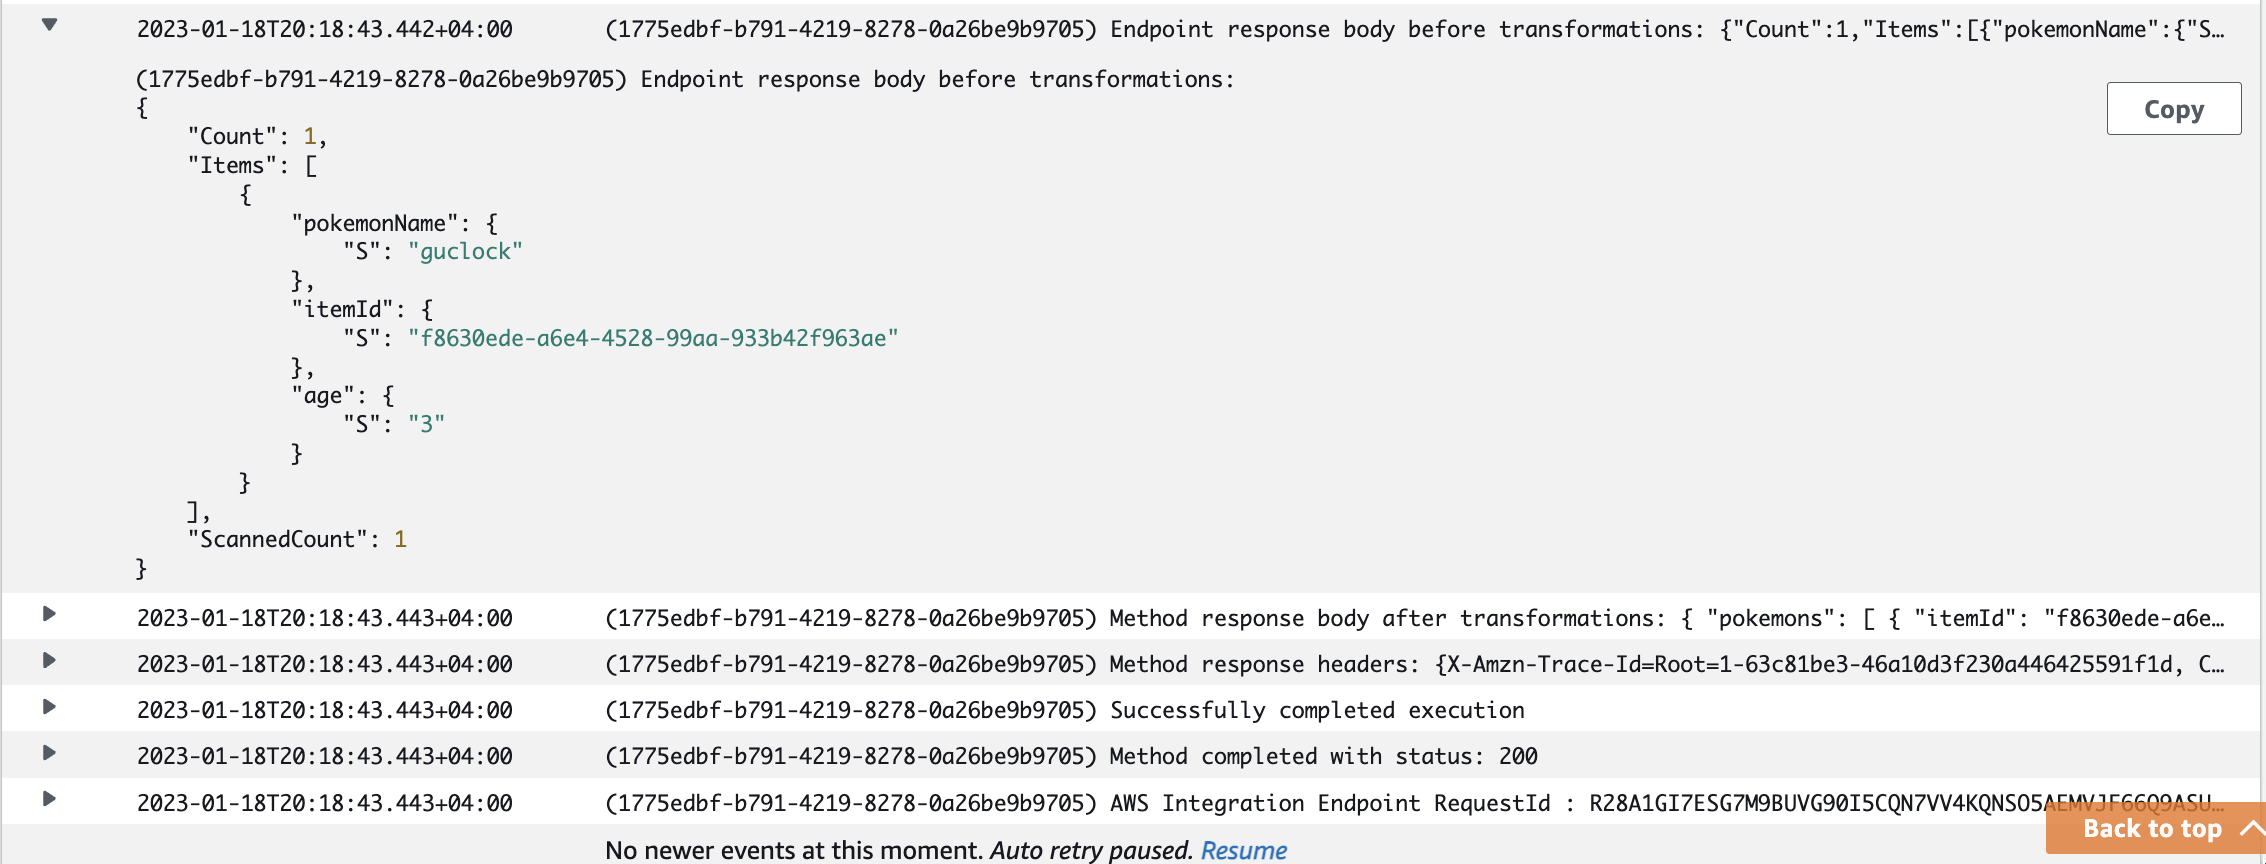 2023-01-18T20:18:43.442+04:00 (1775edbf-b791-4219-8278-0a26be9b9705) Endpoint response body before transformations: {"Count":1,"Items":[{"pokemonName":{"S…
(1775edbf-b791-4219-8278-0a26be9b9705) Endpoint response body before transformations:
Copy
{
"Count": 1,
"Items": [
{
"pokemonName": {
"S": "guclock"
},
"itemId": {
"S": "f8630ede-a6e4-4528-99aa-933b42f963ae"
},
"age": {
"S": "3"
}
}
],
"ScannedCount": 1
}
2023-01-18T20:18:43.443+04:00 (1775edbf-b791-4219-8278-0a26be9b9705) Method response body after transformations: { "pokemons": [ { "itemId": "f8630ede-a6e…
2023-01-18T20:18:43.443+04:00 (1775edbf-b791-4219-8278-0a26be9b9705) Method response headers: {X-Amzn-Trace-Id=Root=1-63c81be3-46a10d3f230a446425591f1d, C…
2023-01-18T20:18:43.443+04:00 (1775edbf-b791-4219-8278-0a26be9b9705) Successfully completed execution
2023-01-18T20:18:43.443+04:00 (1775edbf-b791-4219-8278-0a26be9b9705) Method completed with status: 200
2023-01-18T20:18:43.443+04:00 (1775edbf-b791-4219-8278-0a26be9b9705) AWS Integration Endpoint RequestId : R28A1GI7ESG7M9BUVG90I5CQN7VV4KQNSO5AEMVJF66Q9ASU…
Back to top
No newer events at this moment. Auto retry paused. Resume